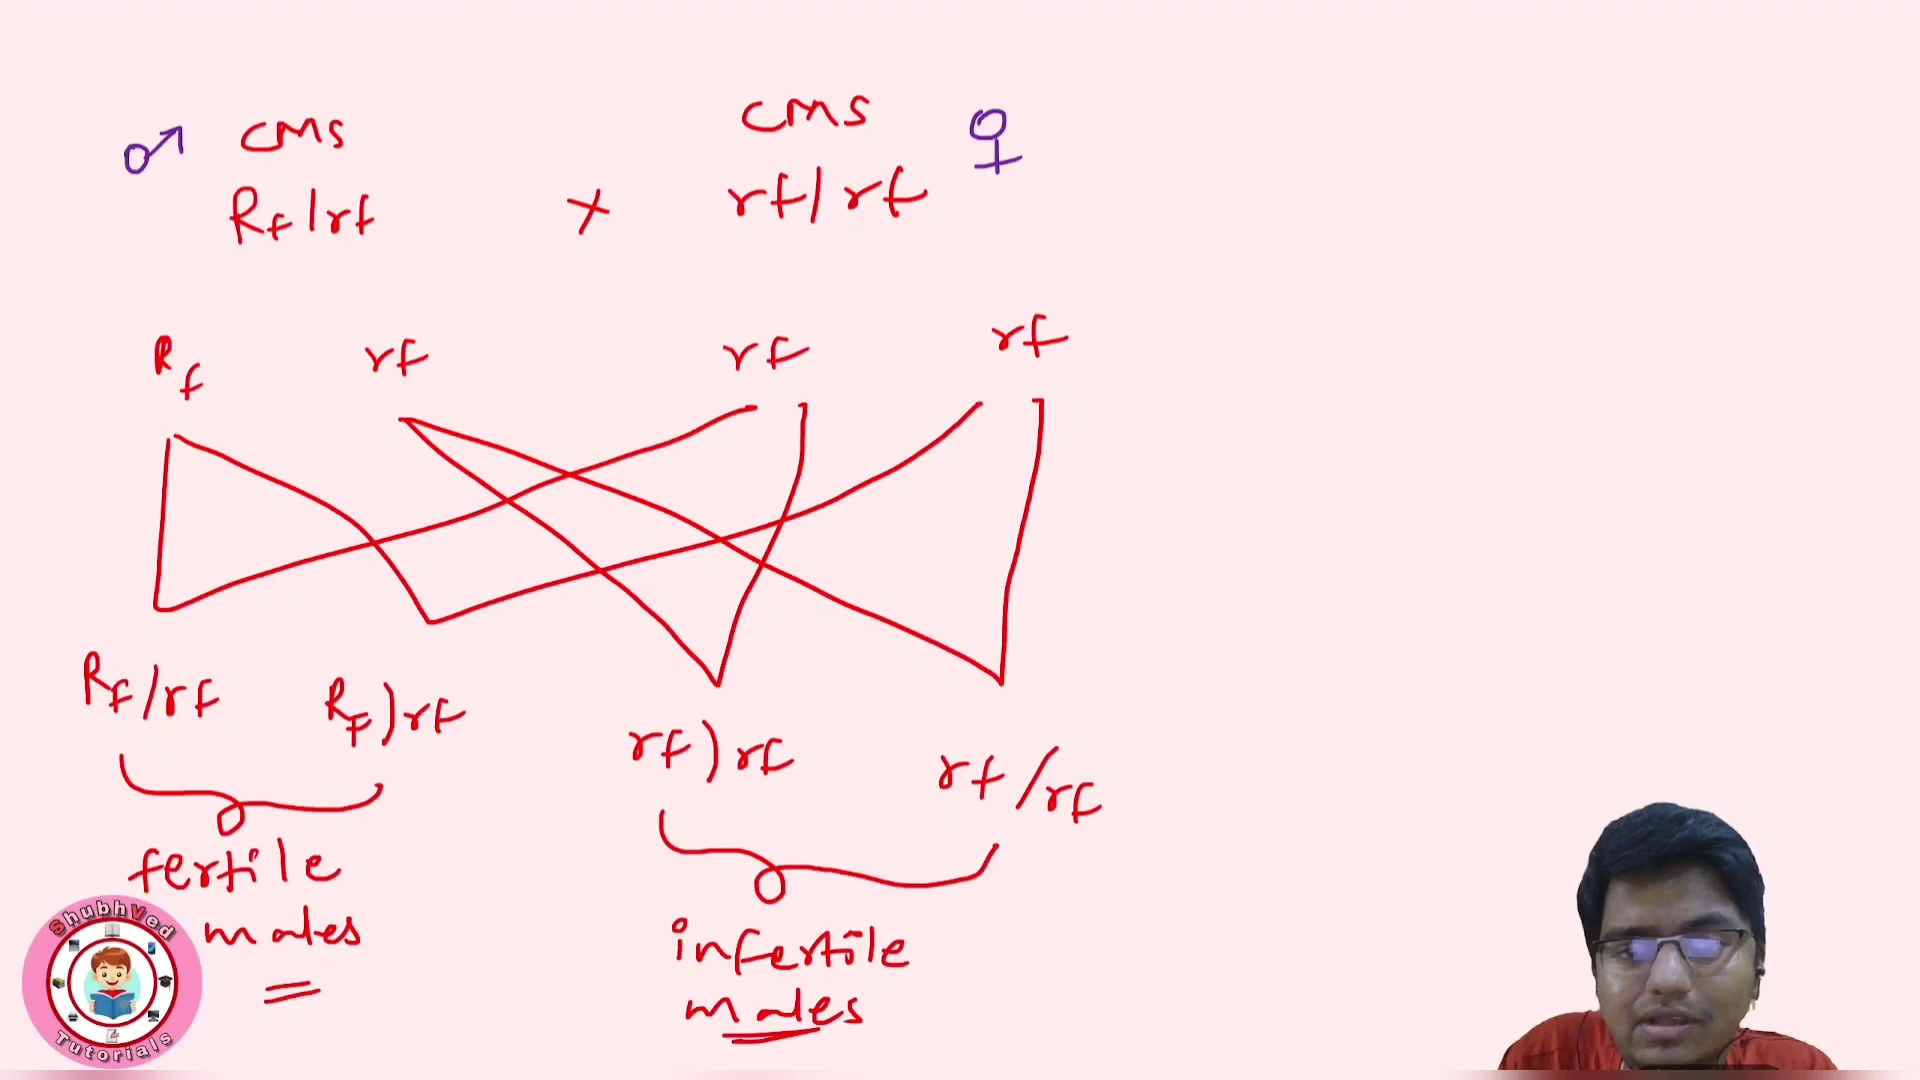 ♂ CMS
CMS ♀
Rf/rf × rf/rf
Rf rf rf rf
Rf/rf Rf)rf rf)rf rf/rf
fertile
males
infertile
males
ShubhVed
Tutorials